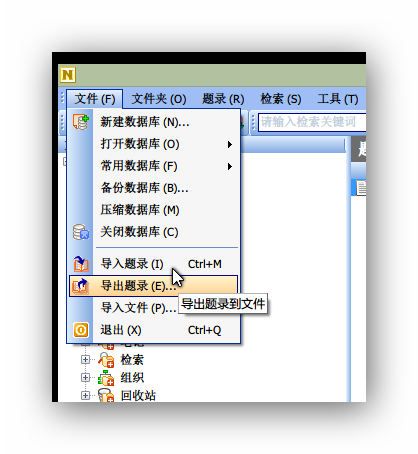 N
文件 (F) 文件夹 (O) 题录 (R) 检索 (S) 工具 (T)
请输入检索关键词
新建数据库 (N)...
打开数据库 (O)
常用数据库 (F)
备份数据库 (B)...
压缩数据库 (M)
关闭数据库 (C)
导入题录 (I) Ctrl+M
导出题录 (E)...
导出题录到文件
导入文件 (P)...
退出 (X) Ctrl+Q
检索
组织
回收站